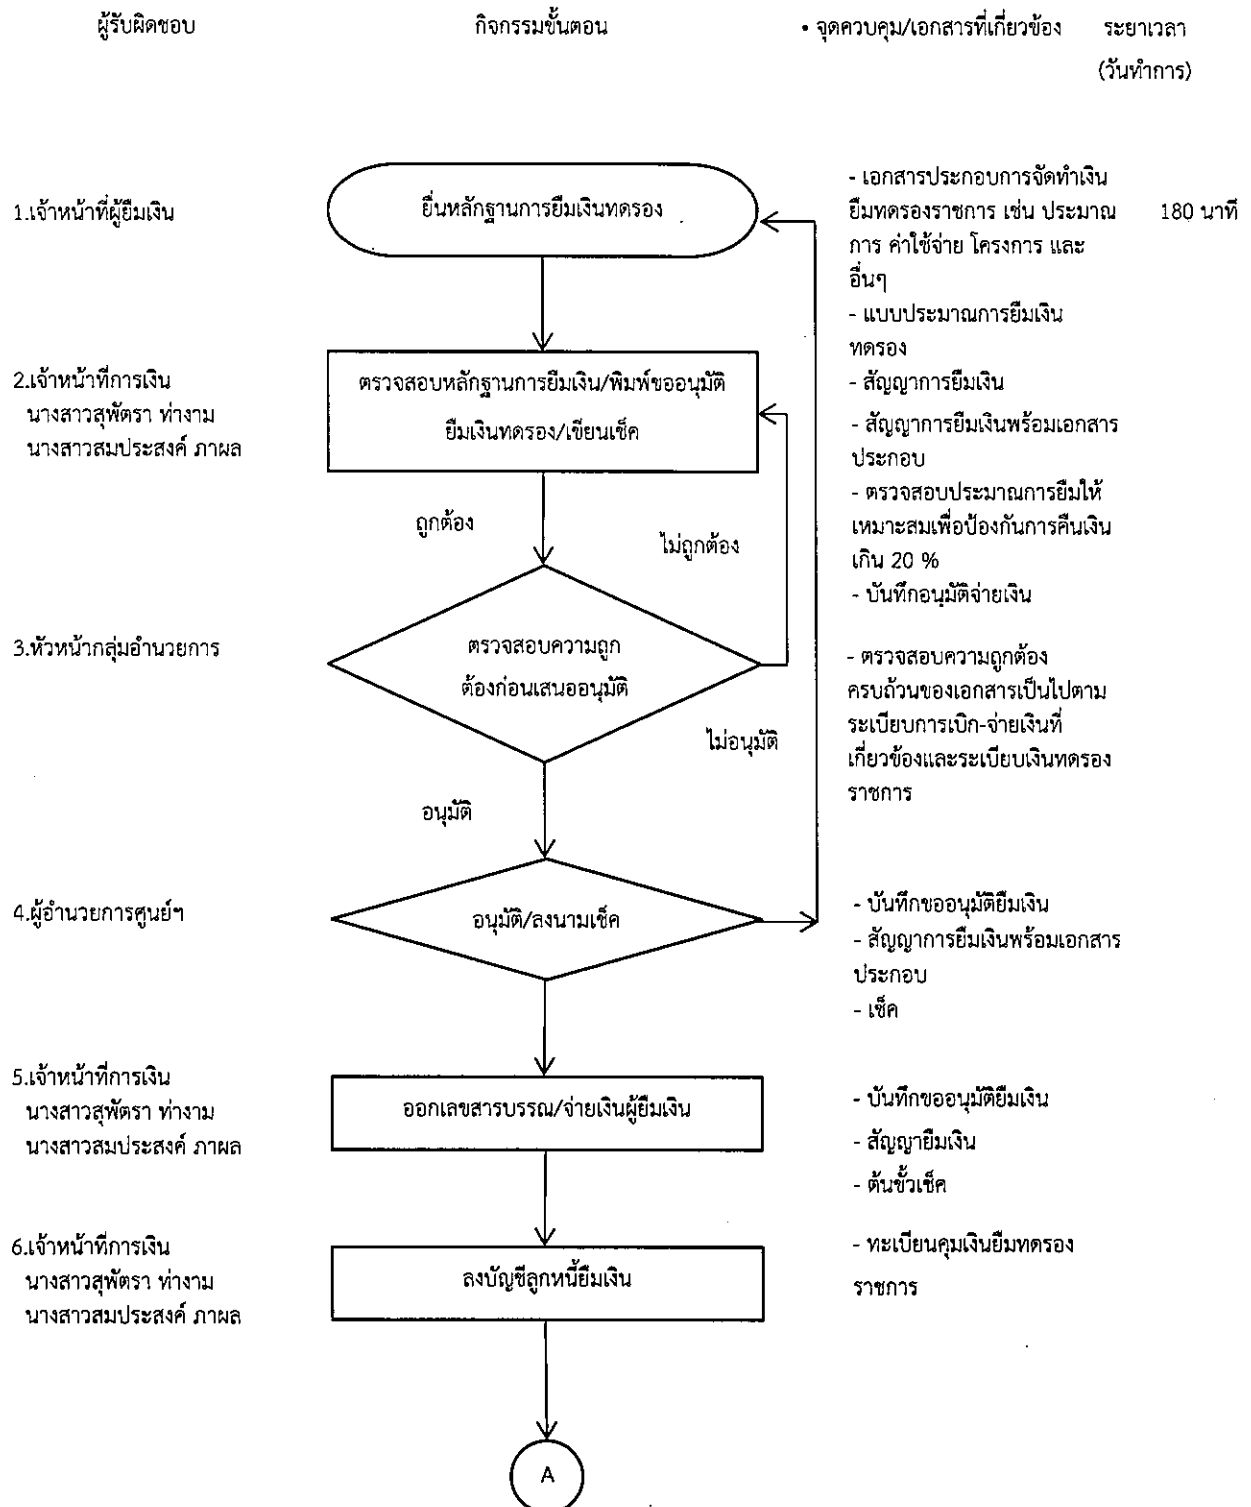 ผู้รับผิดชอบ
กิจกรรมขั้นตอน
• จุดควบคุม/เอกสารที่เกี่ยวข้อง
ระยาเวลา
(วันทำการ)
1.เจ้าหน้าที่ผู้ยืมเงิน
ยื่นหลักฐานการยืมเงินทดรอง
- เอกสารประกอบการจัดทำเงิน
ยืมทดรองราชการ เช่น ประมาณ
การ ค่าใช้จ่าย โครงการ และ
อื่นๆ
180 นาที
- แบบประมาณการยืมเงิน
ทดรอง
- สัญญาการยืมเงิน
2.เจ้าหน้าที่การเงิน
นางสาวสุพัตรา ท่างาม
นางสาวสมประสงค์ ภาผล
ตรวจสอบหลักฐานการยืมเงิน/พิมพ์ขออนุมัติ
ยืมเงินทดรอง/เขียนเช็ค
- สัญญาการยืมเงินพร้อมเอกสาร
ประกอบ
- ตรวจสอบประมาณการยืมให้
เหมาะสมเพื่อป้องกันการคืนเงิน
เกิน 20 %
- บันทึกอนุมัติจ่ายเงิน
ถูกต้อง
ไม่ถูกต้อง
3.หัวหน้ากลุ่มอำนวยการ
ตรวจสอบความถูก
ต้องก่อนเสนออนุมัติ
- ตรวจสอบความถูกต้อง
ครบถ้วนของเอกสารเป็นไปตาม
ระเบียบการเบิก-จ่ายเงินที่
เกี่ยวข้องและระเบียบเงินทดรอง
ราชการ
ไม่อนุมัติ
อนุมัติ
4.ผู้อำนวยการศูนย์ฯ
อนุมัติ/ลงนามเช็ค
- บันทึกขออนุมัติยืมเงิน
- สัญญาการยืมเงินพร้อมเอกสาร
ประกอบ
- เช็ค
5.เจ้าหน้าที่การเงิน
นางสาวสุพัตรา ท่างาม
นางสาวสมประสงค์ ภาผล
ออกเลขสารบรรณ/จ่ายเงินผู้ยืมเงิน
- บันทึกขออนุมัติยืมเงิน
- สัญญายืมเงิน
- ต้นขั้วเช็ค
6.เจ้าหน้าที่การเงิน
นางสาวสุพัตรา ท่างาม
นางสาวสมประสงค์ ภาผล
ลงบัญชีลูกหนี้ยืมเงิน
- ทะเบียนคุมเงินยืมทดรอง
ราชการ
A